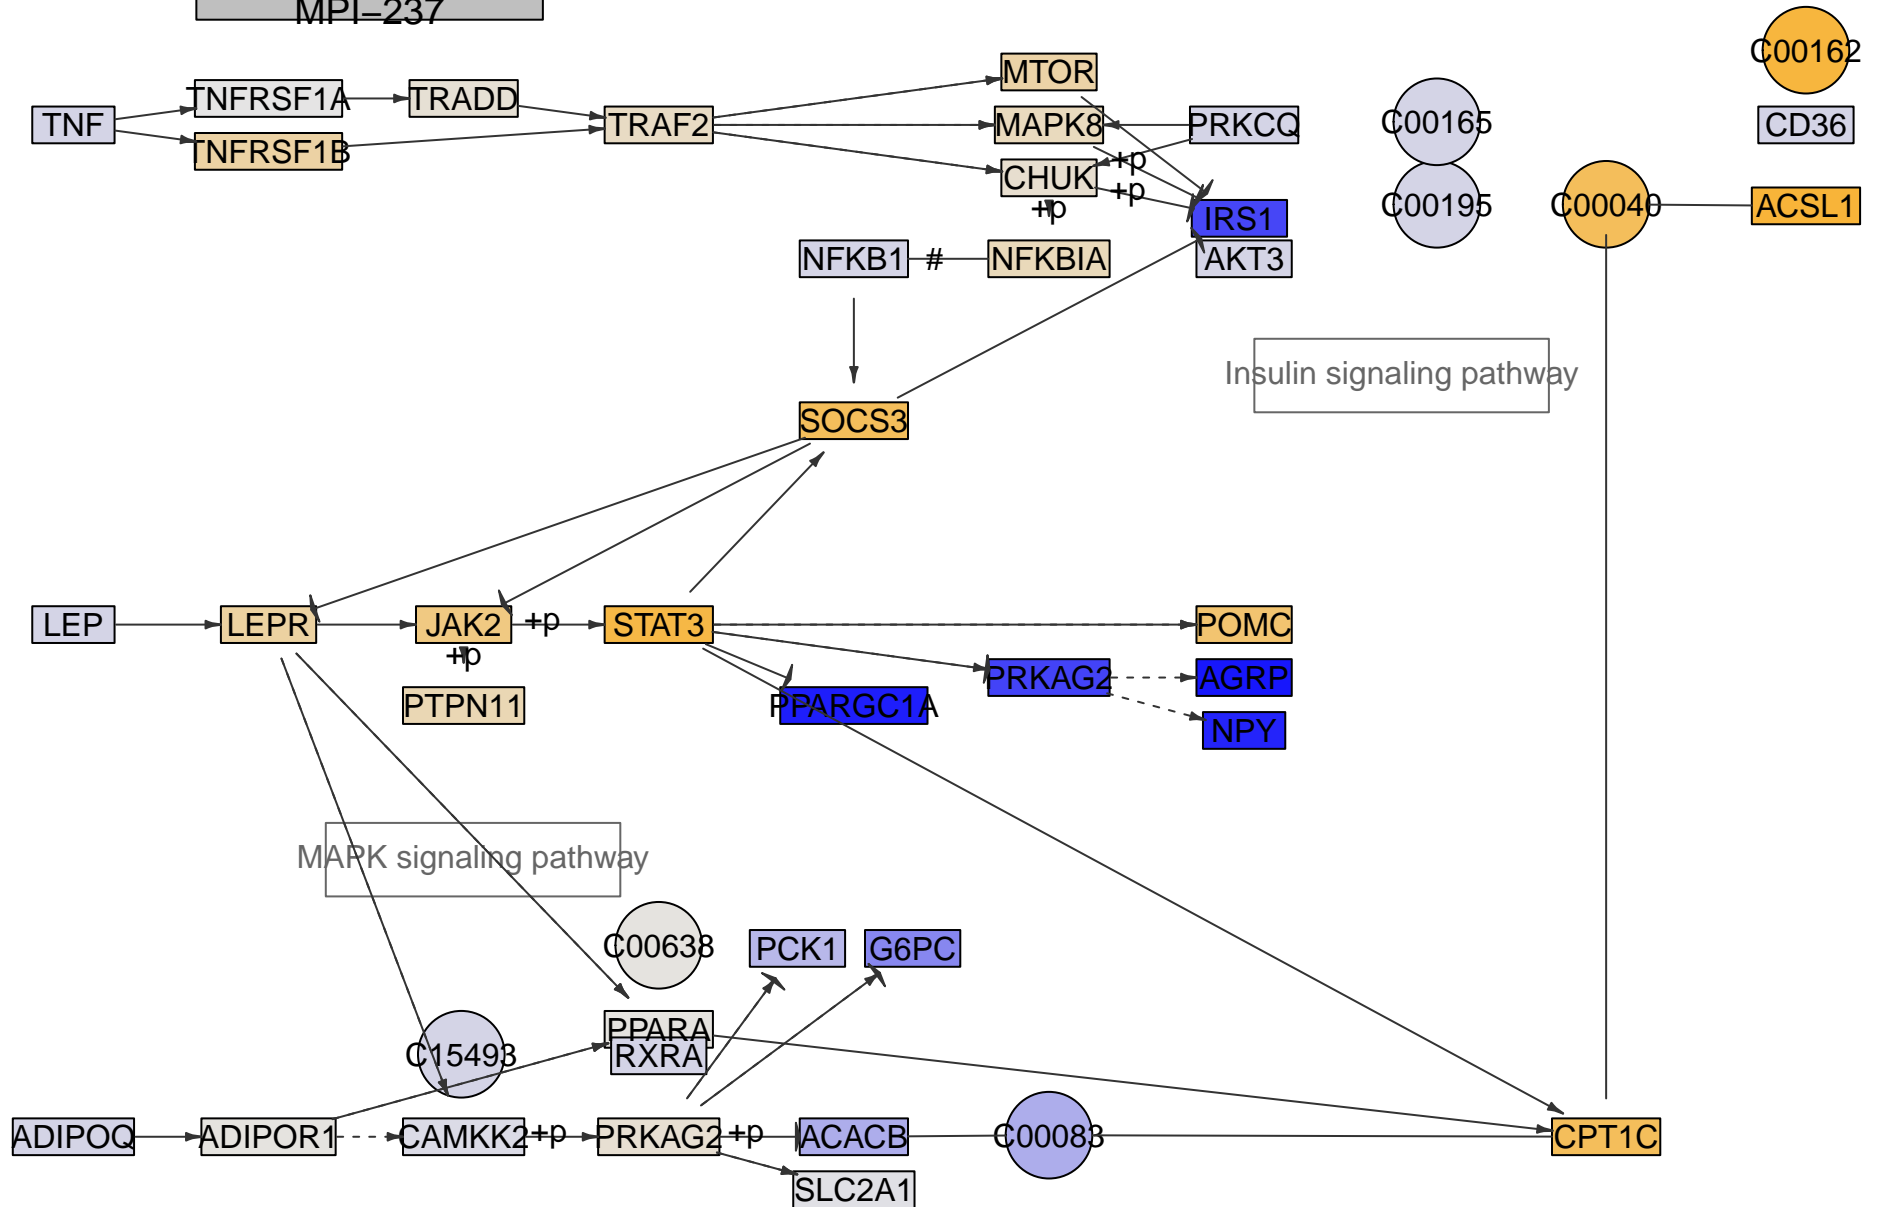 MPI–237
C00162
TNF
TNFRSF1A
TRADD
TNFRSF1B
TRAF2
MTOR
MAPK8
PRKCQ
CHUK
+p
+p
+p
IRS1
C00165
C00195
C00040
CD36
ACSL1
NFKB1
#
NFKBIA
AKT3
Insulin signaling pathway
SOCS3
LEP
LEPR
JAK2
+p
STAT3
POMC
+p
PTPN11
PPARGC1A
PRKAG2
AGRP
NPY
MAPK signaling pathway
C00638
PCK1
G6PC
C15493
PPARA
RXRA
ADIPOQ
ADIPOR1
CAMKK2
+p
PRKAG2
+p
ACACB
C00083
CPT1C
SLC2A1